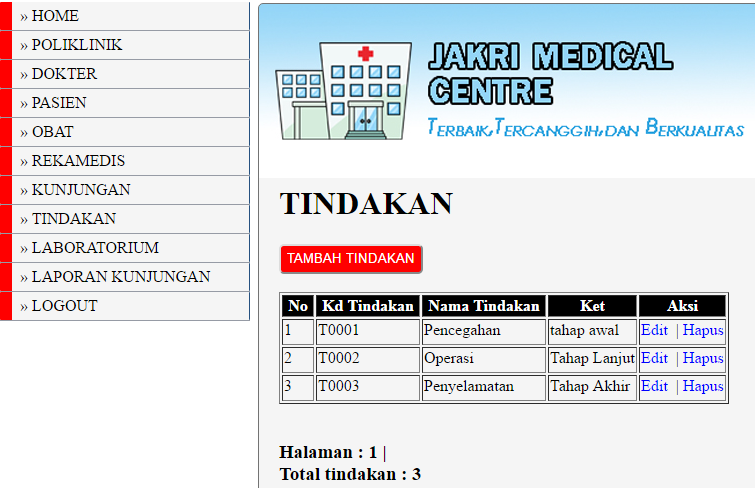 » HOME
» POLIKLINIK
» DOKTER
» PASIEN
» OBAT
» REKAMEDIS
» KUNJUNGAN
» TINDAKAN
» LABORATORIUM
» LAPORAN KUNJUNGAN
» LOGOUT
JAKRI MEDICAL
CENTRE
TERBAIK,TERCANGGIH,DAN BERKUALITAS
TINDAKAN
TAMBAH TINDAKAN
No Kd Tindakan Nama Tindakan Ket Aksi
1 T0001 Pencegahan tahap awal Edit | Hapus
2 T0002 Operasi Tahap Lanjut Edit | Hapus
3 T0003 Penyelamatan Tahap Akhir Edit | Hapus
Halaman : 1 |
Total tindakan : 3